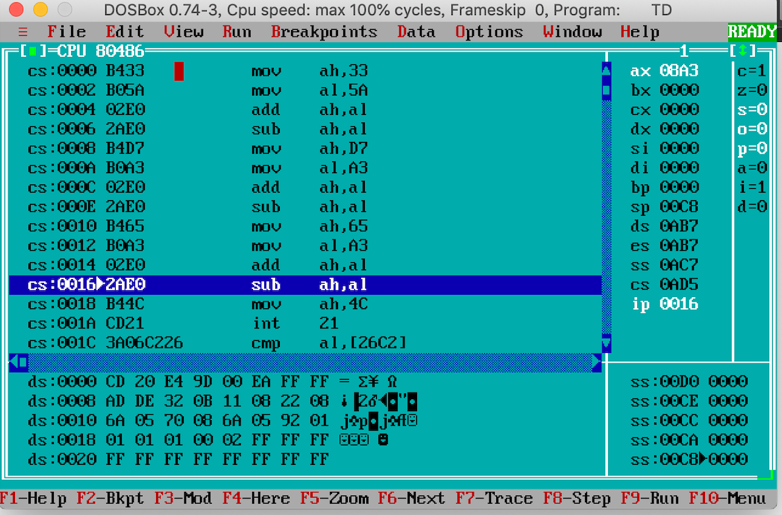 DOSBox 0.74-3, Cpu speed: max 100% cycles, Frameskip 0, Program: TD
≡ File Edit View Run Breakpoints Data Options Window Help READY
[■]=CPU 80486 1=[↕]
cs:0000 B433 mov ah,33 ax 08A3 c=1
cs:0002 B05A mov al,5A bx 0000 z=0
cs:0004 02E0 add ah,al cx 0000 s=0
cs:0006 2AE0 sub ah,al dx 0000 o=0
cs:0008 B4D7 mov ah,D7 si 0000 p=0
cs:000A B0A3 mov al,A3 di 0000 a=0
cs:000C 02E0 add ah,al bp 0000 i=1
cs:000E 2AE0 sub ah,al sp 00C8 d=0
cs:0010 B465 mov ah,65 ds 0AB7
cs:0012 B0A3 mov al,A3 es 0AB7
cs:0014 02E0 add ah,al ss 0AC7
cs:0016►2AE0 sub ah,al cs 0AD5
cs:0018 B44C mov ah,4C ip 0016
cs:001A CD21 int 21
cs:001C 3A06C226 cmp al,[26C2]
ds:0000 CD 20 E4 9D 00 EA FF FF = Σ¥ Ω ss:00D0 0000
ds:0008 AD DE 32 0B 11 08 22 08 ss:00CE 0000
ds:0010 6A 05 70 08 6A 05 92 01 j♣p◘j♣Æ☺ ss:00CC 0000
ds:0018 01 01 01 00 02 FF FF FF ☺☺☺ ☻ ss:00CA 0000
ds:0020 FF FF FF FF FF FF FF FF ss:00C8►0000
F1-Help F2-Bkpt F3-Mod F4-Here F5-Zoom F6-Next F7-Trace F8-Step F9-Run F10-Menu